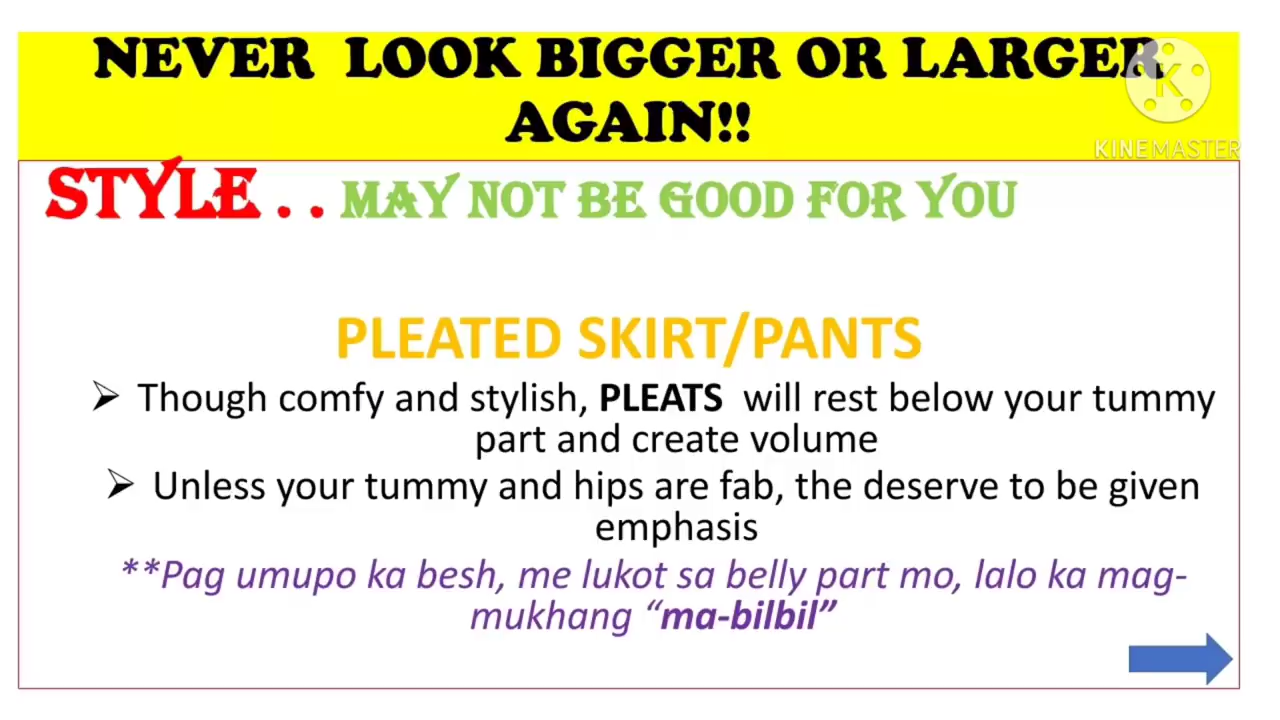 NEVER LOOK BIGGER OR LARGER
AGAIN!!
K
KINEMASTER
STYLE . . MAY NOT BE GOOD FOR YOU
PLEATED SKIRT/PANTS
➢ Though comfy and stylish, PLEATS will rest below your tummy
part and create volume
➢ Unless your tummy and hips are fab, the deserve to be given
emphasis
**Pag umupo ka besh, me lukot sa belly part mo, lalo ka mag-
mukhang “ma-bilbil”